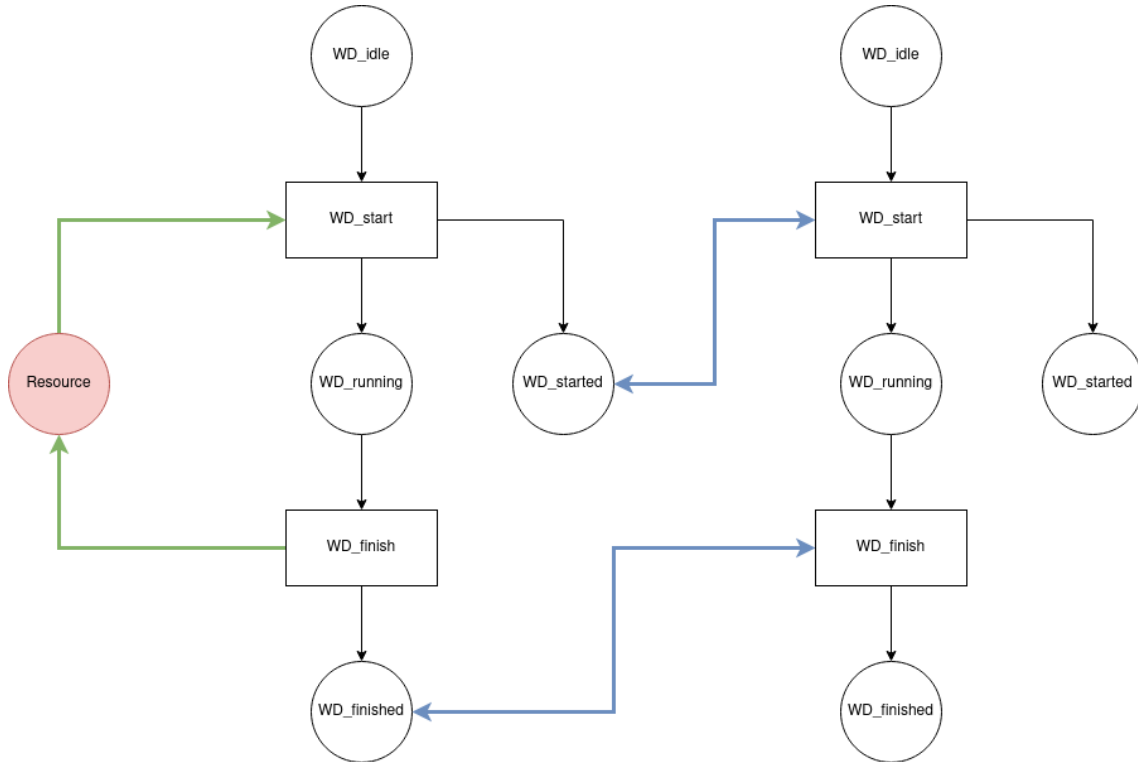 WD_idle
WD_idle
WD_start
WD_start
Resource
WD_running
WD_started
WD_running
WD_started
WD_finish
WD_finish
WD_finished
WD_finished